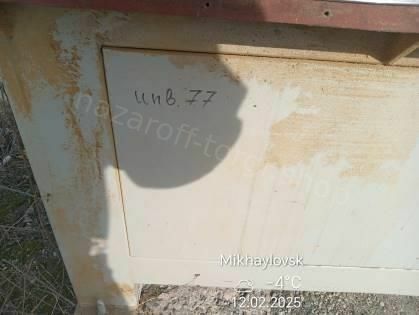 инв. 77
nazaroff-torg.shop
Mikhaylovsk
-4°C
12.02.2025